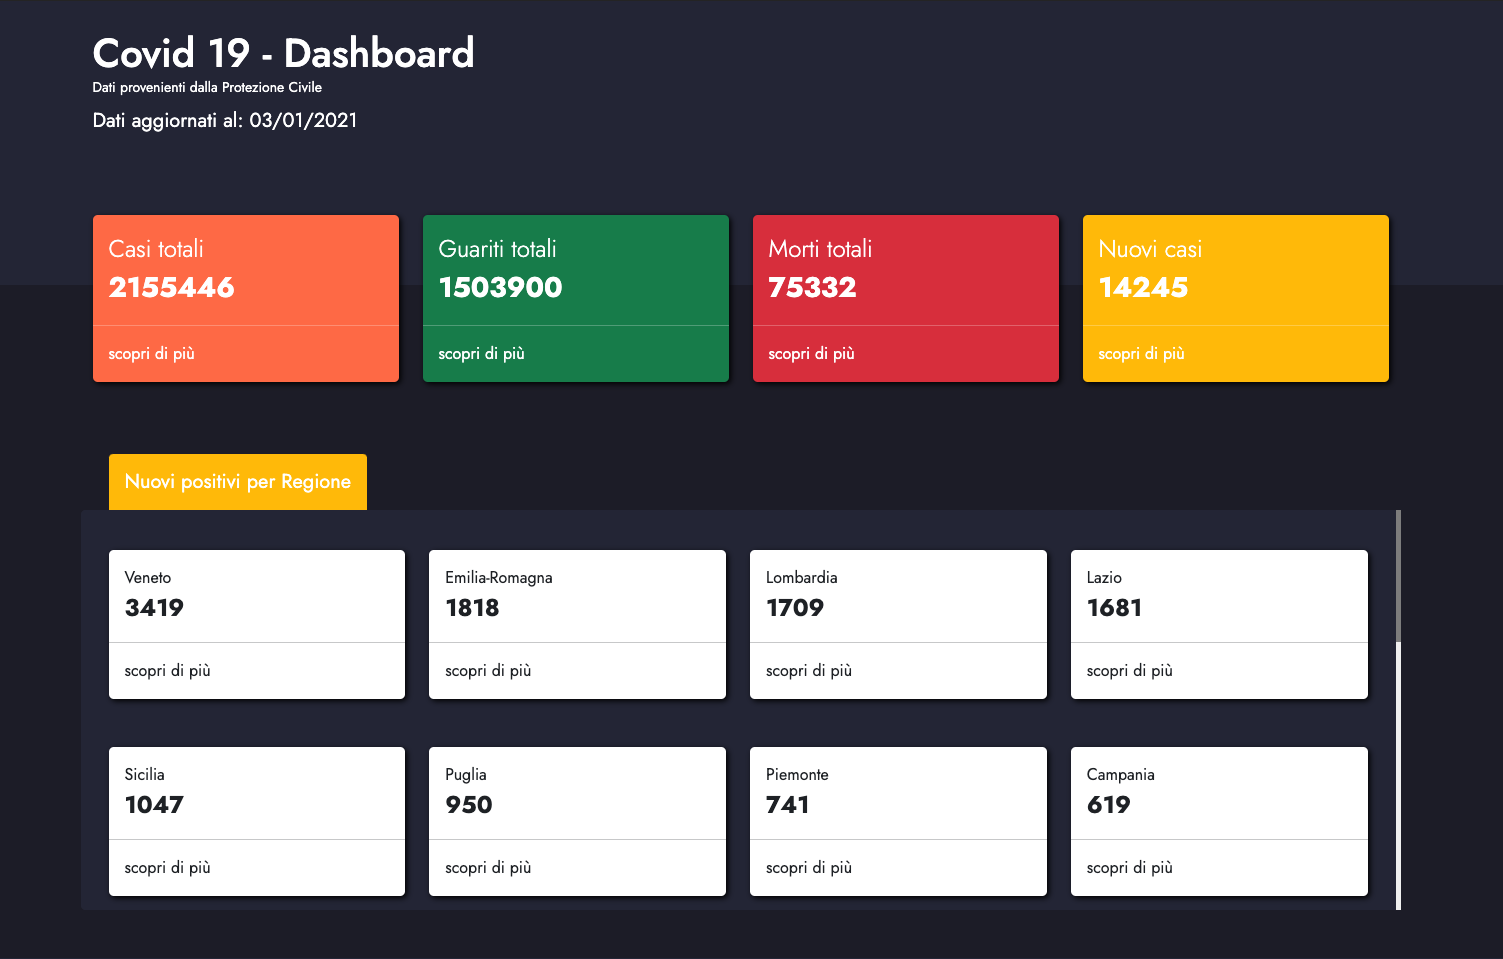 Covid 19 - Dashboard
Dati provenienti dalla Protezione Civile
Dati aggiornati al: 03/01/2021
Casi totali
2155446
scopri di più
Guariti totali
1503900
scopri di più
Morti totali
75332
scopri di più
Nuovi casi
14245
scopri di più
Nuovi positivi per Regione
Veneto
3419
scopri di più
Emilia-Romagna
1818
scopri di più
Lombardia
1709
scopri di più
Lazio
1681
scopri di più
Sicilia
1047
scopri di più
Puglia
950
scopri di più
Piemonte
741
scopri di più
Campania
619
scopri di più